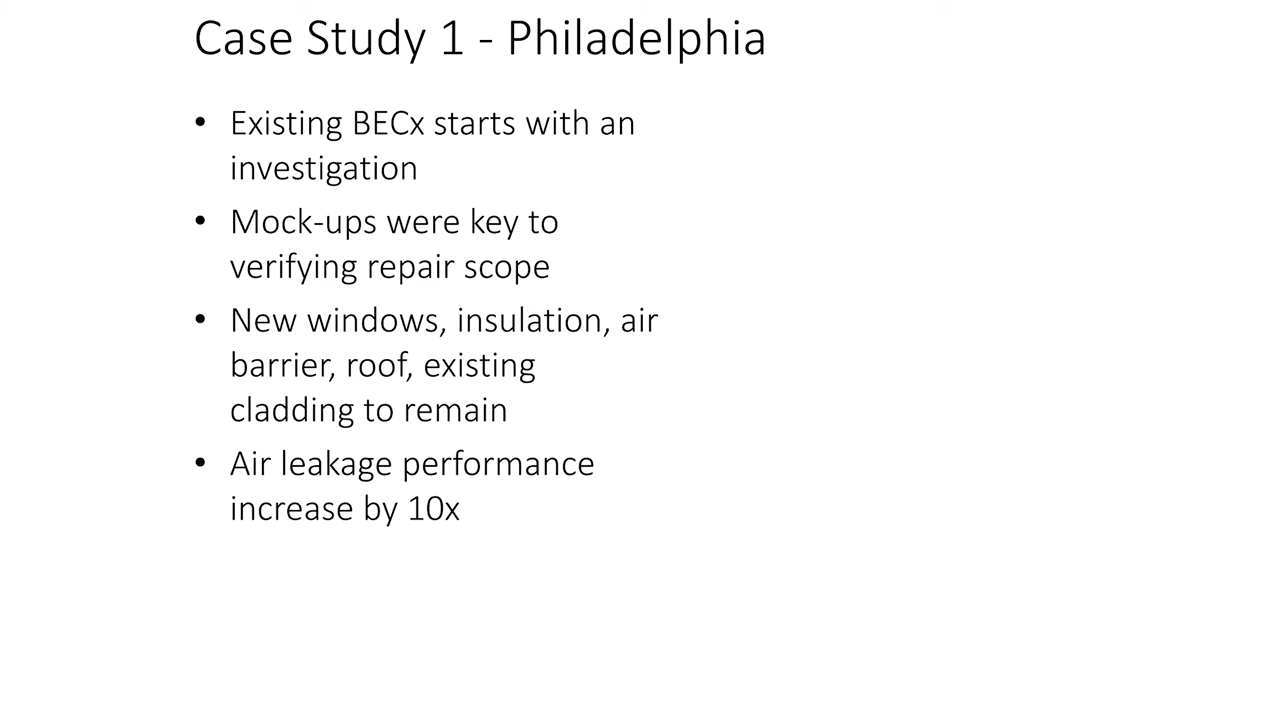 Case Study 1 - Philadelphia
• Existing BECx starts with an
investigation
• Mock-ups were key to
verifying repair scope
• New windows, insulation, air
barrier, roof, existing
cladding to remain
• Air leakage performance
increase by 10x